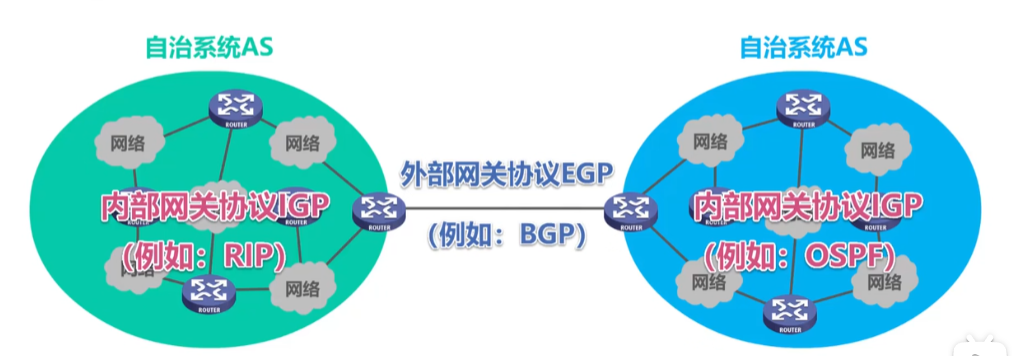 自治系统AS
自治系统AS
ROUTER
ROUTER
网络
网络
网络
网络
外部网关协议EGP
内部网关协议IGP
内部网关协议IGP
ROUTER
ROUTER
(例如：BGP)
(例如：RIP)
(例如：OSPF)
网络
网络
网络
网络
ROUTER
ROUTER